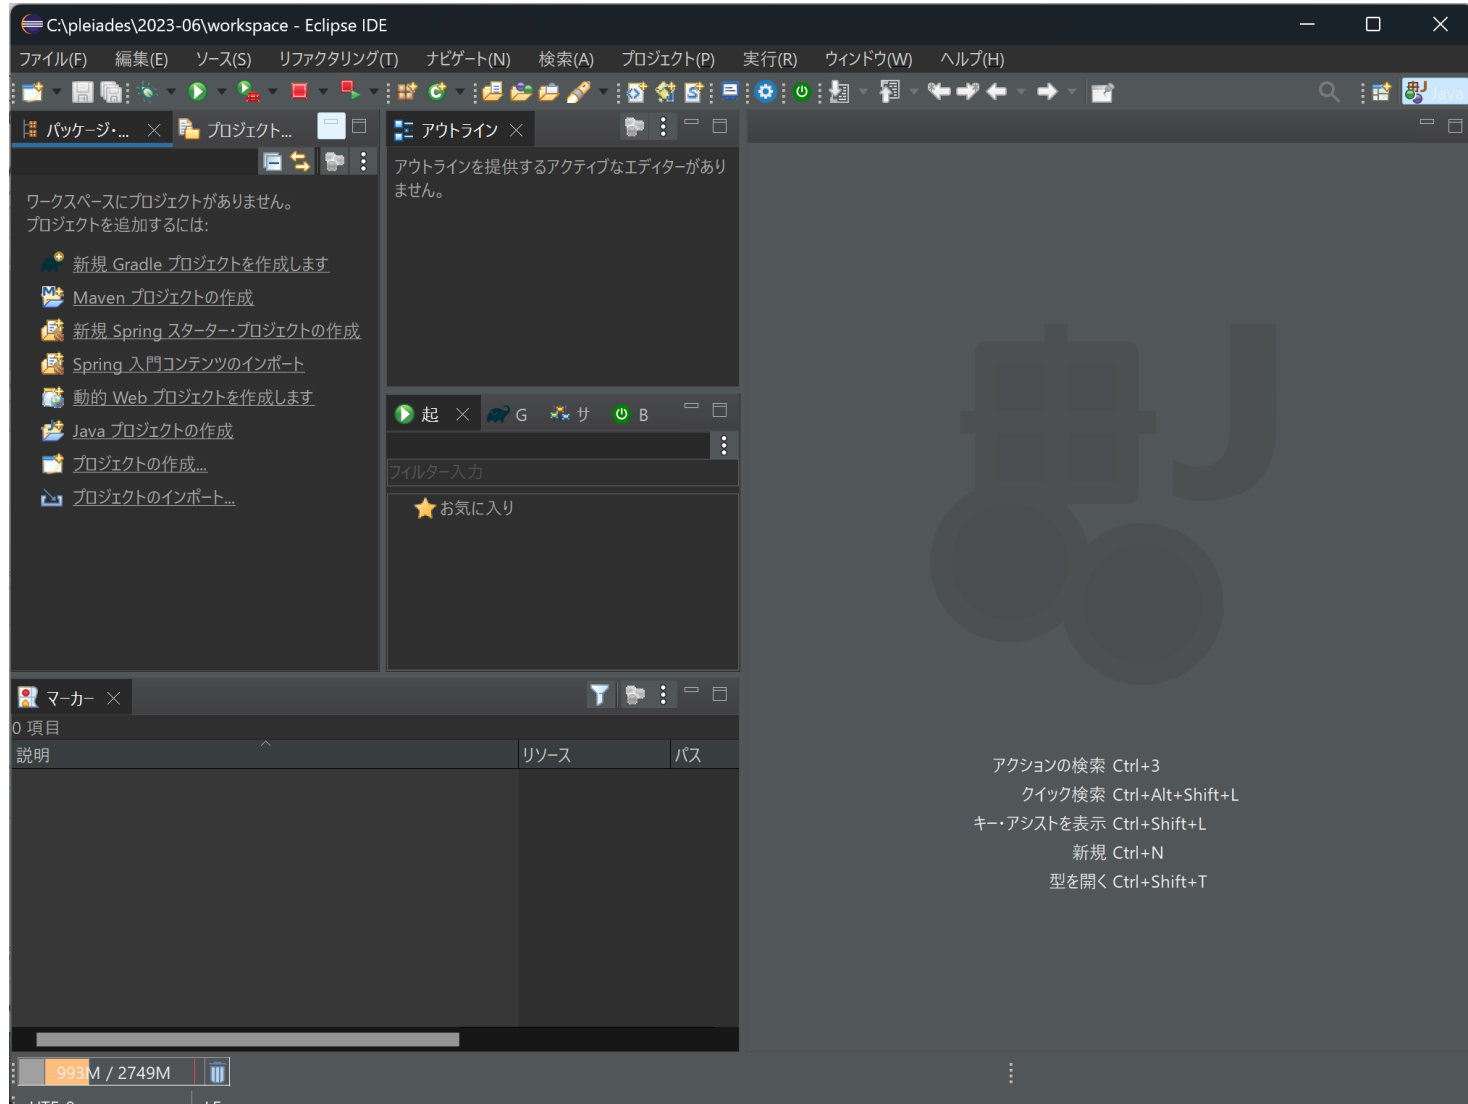 C:\pleiades\2023-06\workspace - Eclipse IDE
ファイル(F) 編集(E) ソース(S) リファクタリング(T) ナビゲート(N) 検索(A) プロジェクト(P) 実行(R) ウィンドウ(W) ヘルプ(H)
Java
パッケージ・... プロジェクト...
ワークスペースにプロジェクトがありません。
プロジェクトを追加するには:
新規 Gradle プロジェクトを作成します
Maven プロジェクトの作成
新規 Spring スターター・プロジェクトの作成
Spring 入門コンテンツのインポート
動的 Web プロジェクトを作成します
Java プロジェクトの作成
プロジェクトの作成...
プロジェクトのインポート...
アウトライン
アウトラインを提供するアクティブなエディターがあり
ません。
起 G サ B
フィルター入力
お気に入り
マーカー
0 項目
説明 リソース パス
アクションの検索 Ctrl+3
クイック検索 Ctrl+Alt+Shift+L
キー・アシストを表示 Ctrl+Shift+L
新規 Ctrl+N
型を開く Ctrl+Shift+T
993M / 2749M